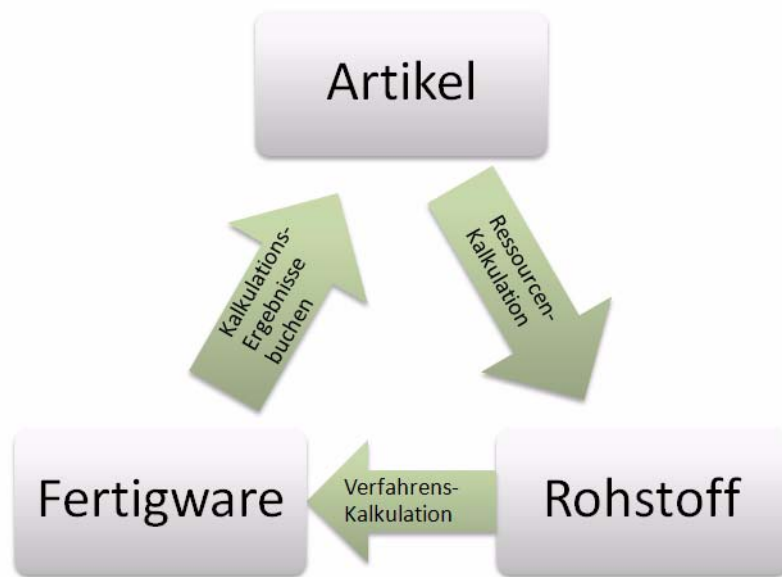 Artikel
Ressourcen-
Kalkulation
Rohstoff
Verfahrens-
Kalkulation
Fertigware
Kalkulations-
Ergebnisse
buchen